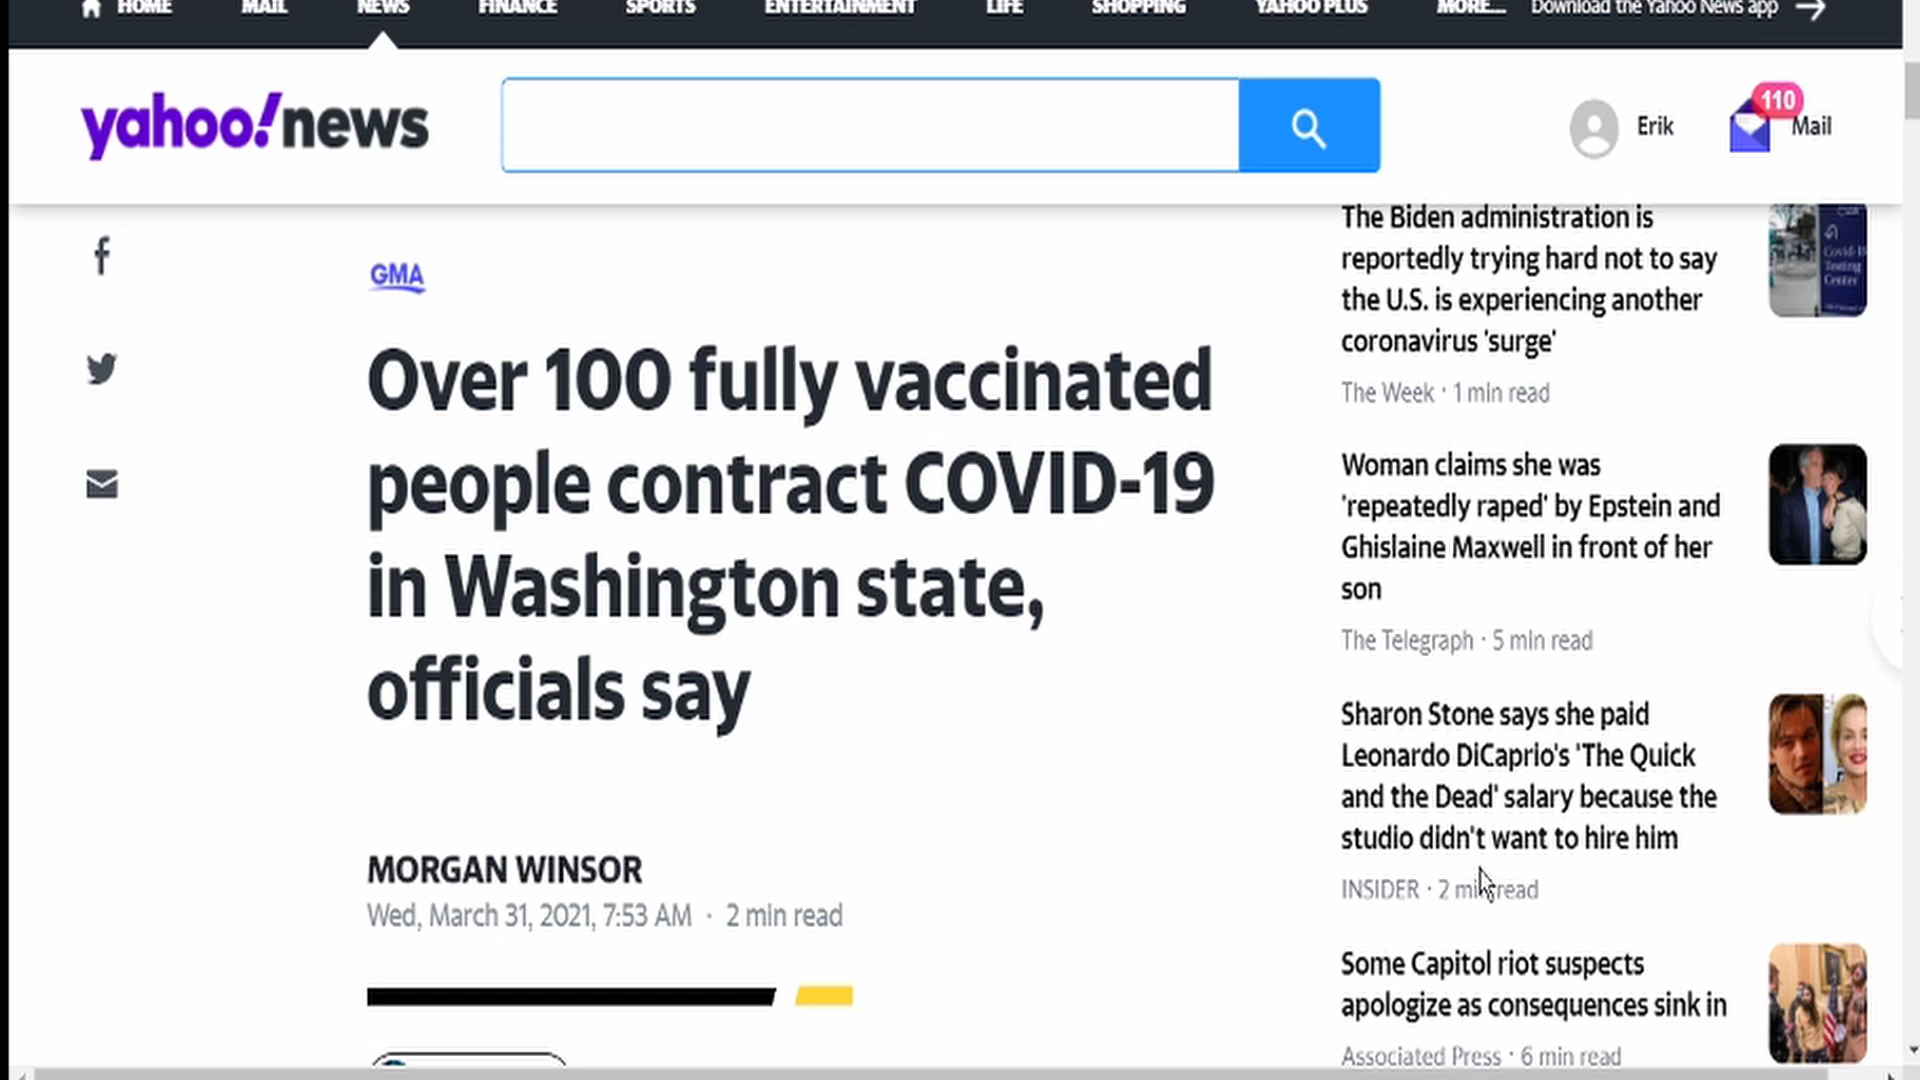 HOME MAIL NEWS FINANCE SPORTS ENTERTAINMENT LIFE SHOPPING YAHOO PLUS MORE... Download the Yahoo News app
yahoo!news
Erik
110
Mail
GMA
Over 100 fully vaccinated
people contract COVID-19
in Washington state,
officials say
MORGAN WINSOR
Wed, March 31, 2021, 7:53 AM · 2 min read
The Biden administration is
reportedly trying hard not to say
the U.S. is experiencing another
coronavirus 'surge'
The Week · 1 min read
Covid-19
Testing
Center
Woman claims she was
'repeatedly raped' by Epstein and
Ghislaine Maxwell in front of her
son
The Telegraph · 5 min read
Sharon Stone says she paid
Leonardo DiCaprio's 'The Quick
and the Dead' salary because the
studio didn't want to hire him
INSIDER · 2 min read
Some Capitol riot suspects
apologize as consequences sink in
Associated Press · 6 min read